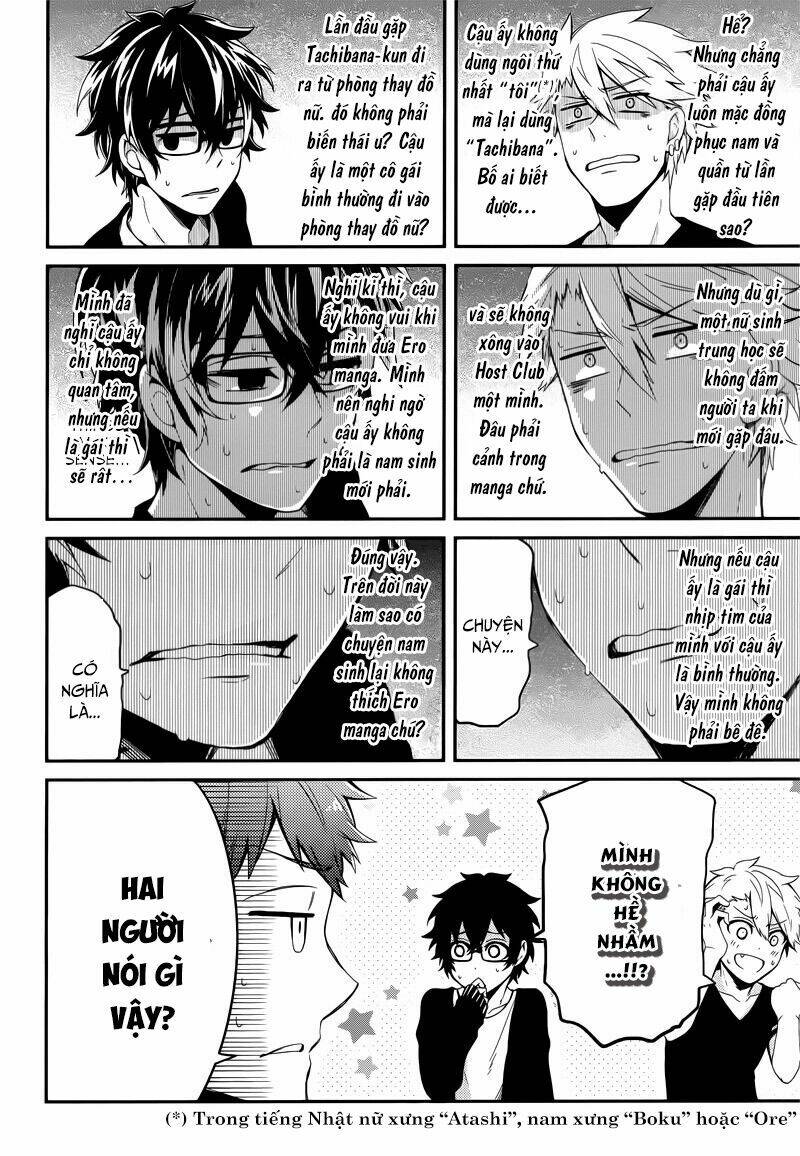 Hể?
Nhưng chẳng
phải cậu ấy
luôn mặc đồng
phục nam và
quần từ lần
gặp đầu tiên
sao?
Cậu ấy không
dùng ngôi thứ
nhất “tôi”(*),
mà lại dùng
“Tachibana”.
Bố ai biết
được...
Lần đầu gặp
Tachibana-kun đi
ra từ phòng thay đồ
nữ. đó không phải
biến thái ư? Cậu
ấy là một cô gái
bình thường đi vào
phòng thay đồ nữ?
Nhưng dù gì,
một nữ sinh
trung học sẽ
không đấm
người ta khi
mới gặp đâu.
và sẽ không
xông vào
Host Club
một mình.
Đâu phải
cảnh trong
manga chứ.
Nghĩ kĩ thì, cậu
ấy không vui khi
mình đưa Ero
manga. Mình
nên nghi ngờ
cậu ấy không
phải là nam sinh
mới phải.
Mình đã
nghĩ cậu ấy
chỉ không
quan tâm,
nhưng nếu
là gái thì
SENSE...
sẽ rất...
Nhưng nếu cậu
ấy là gái thì
nhịp tim của
mình với cậu ấy
là bình thường.
Vậy mình không
phải bê đê.
CHUYỆN
NÀY...
Đúng vậy.
Trên đời này
làm sao có
chuyện nam
sinh lại không
thích Ero
manga chứ?
CÓ
NGHĨA
LÀ...
MÌNH
KHÔNG
HỀ
NHẦM
...!!?
HAI
NGƯỜI
NÓI GÌ
VẬY?
(*) Trong tiếng Nhật nữ xưng “Atashi”, nam xưng “Boku” hoặc “Ore”